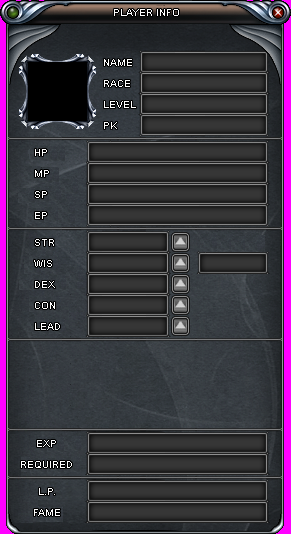 PLAYER INFO
NAME
RACE
LEVEL
PK
HP
MP
SP
EP
STR
WIS
DEX
CON
LEAD
EXP
REQUIRED
L.P.
FAME